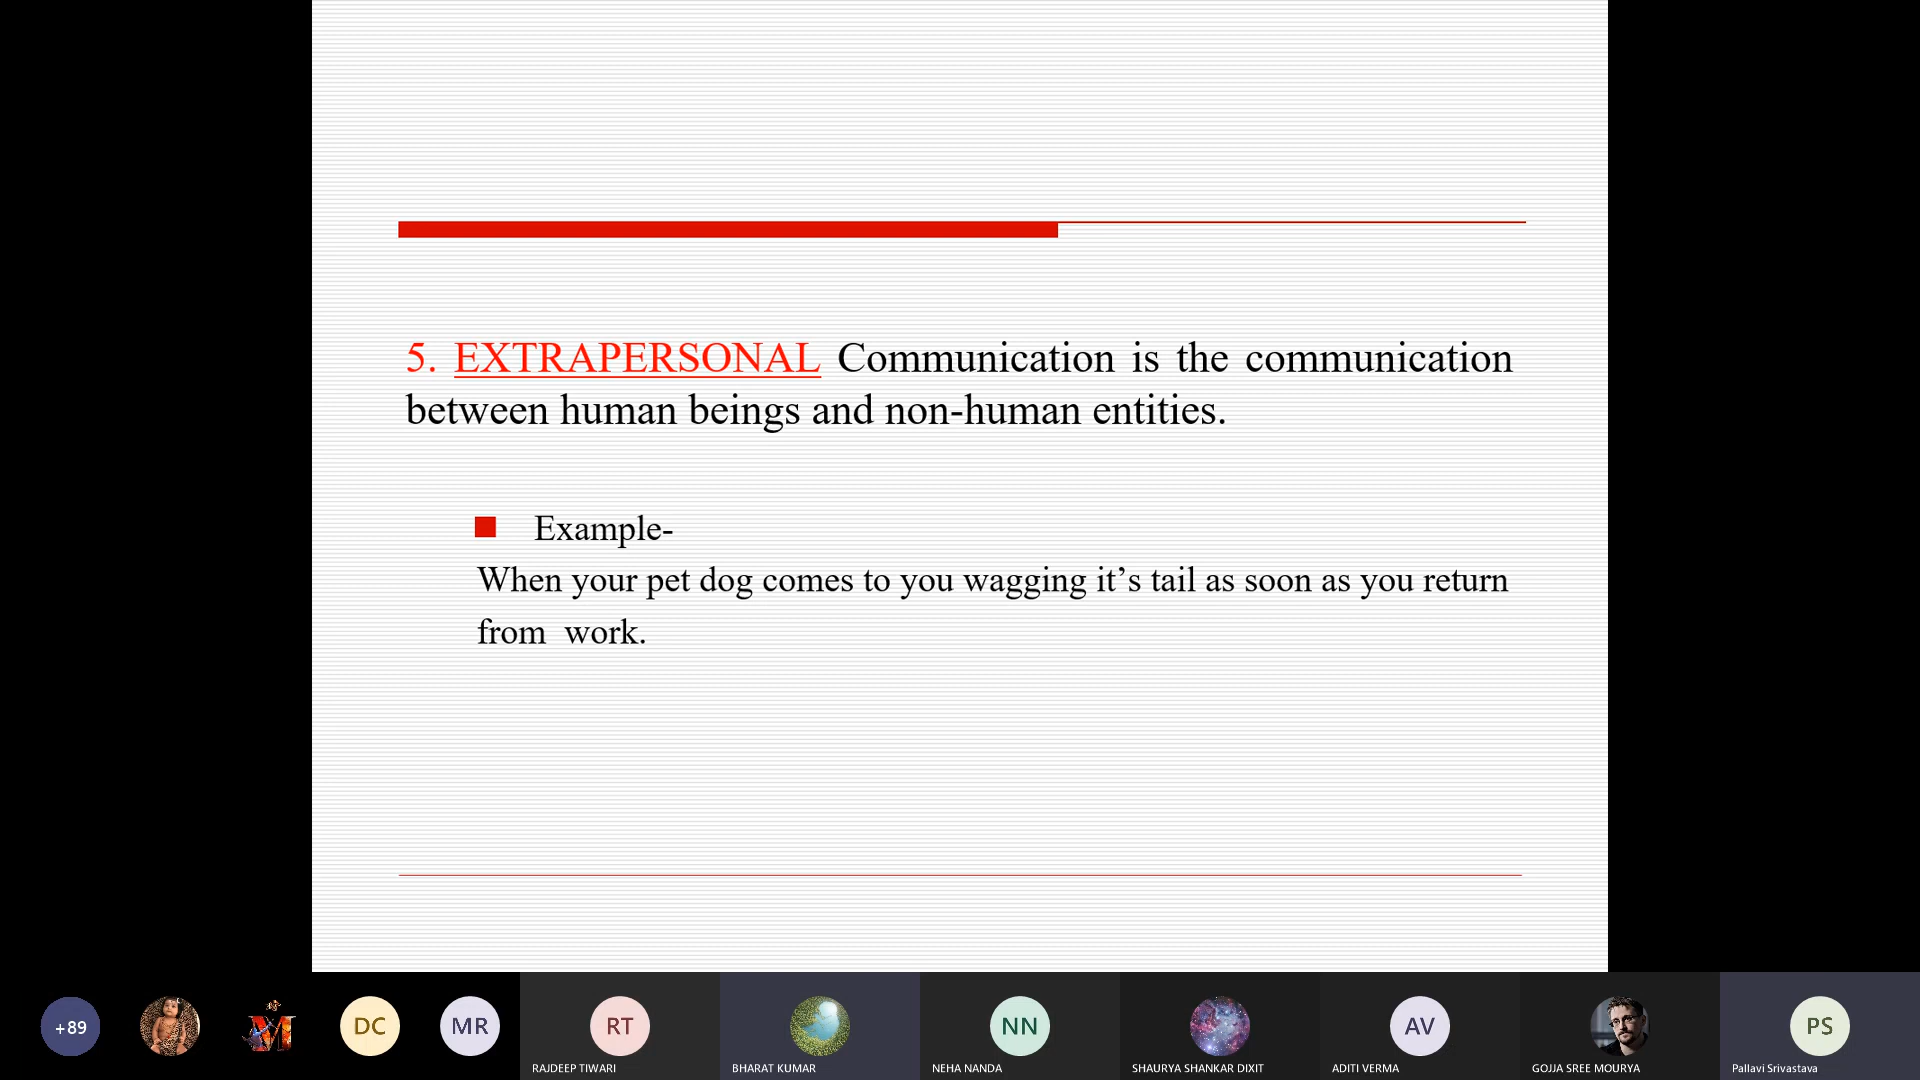 5. EXTRAPERSONAL Communication is the communication
between human beings and non-human entities.
Example-
When your pet dog comes to you wagging it’s tail as soon as you return
from work.
+89
DC
MR
RT
NN
AV
PS
RAJDEEP TIWARI
BHARAT KUMAR
NEHA NANDA
SHAURYA SHANKAR DIXIT
ADITI VERMA
GOJJA SREE MOURYA
Pallavi Srivastava